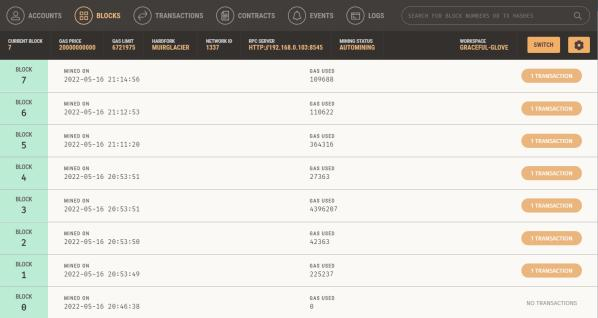 ACCOUNTS BLOCKS TRANSACTIONS CONTRACTS EVENTS LOGS SEARCH FOR BLOCK NUMBERS OR TX HASHES
CURRENT BLOCK GAS PRICE GAS LIMIT HARDFORK NETWORK ID RPC SERVER MINING STATUS WORKSPACE
7 20000000000 6721975 MUIRGLACIER 1337 HTTP://192.168.0.103:8545 AUTOMINING GRACEFUL-GLOVE SWITCH
BLOCK MINED ON GAS USED
7 2022-05-16 21:14:56 109688 1 TRANSACTION
BLOCK MINED ON GAS USED
6 2022-05-16 21:12:53 110622 1 TRANSACTION
BLOCK MINED ON GAS USED
5 2022-05-16 21:11:20 364316 1 TRANSACTION
BLOCK MINED ON GAS USED
4 2022-05-16 20:53:51 27363 1 TRANSACTION
BLOCK MINED ON GAS USED
3 2022-05-16 20:53:51 4396207 1 TRANSACTION
BLOCK MINED ON GAS USED
2 2022-05-16 20:53:50 42363 1 TRANSACTION
BLOCK MINED ON GAS USED
1 2022-05-16 20:53:49 225237 1 TRANSACTION
BLOCK MINED ON GAS USED
0 2022-05-16 20:46:38 0 NO TRANSACTIONS